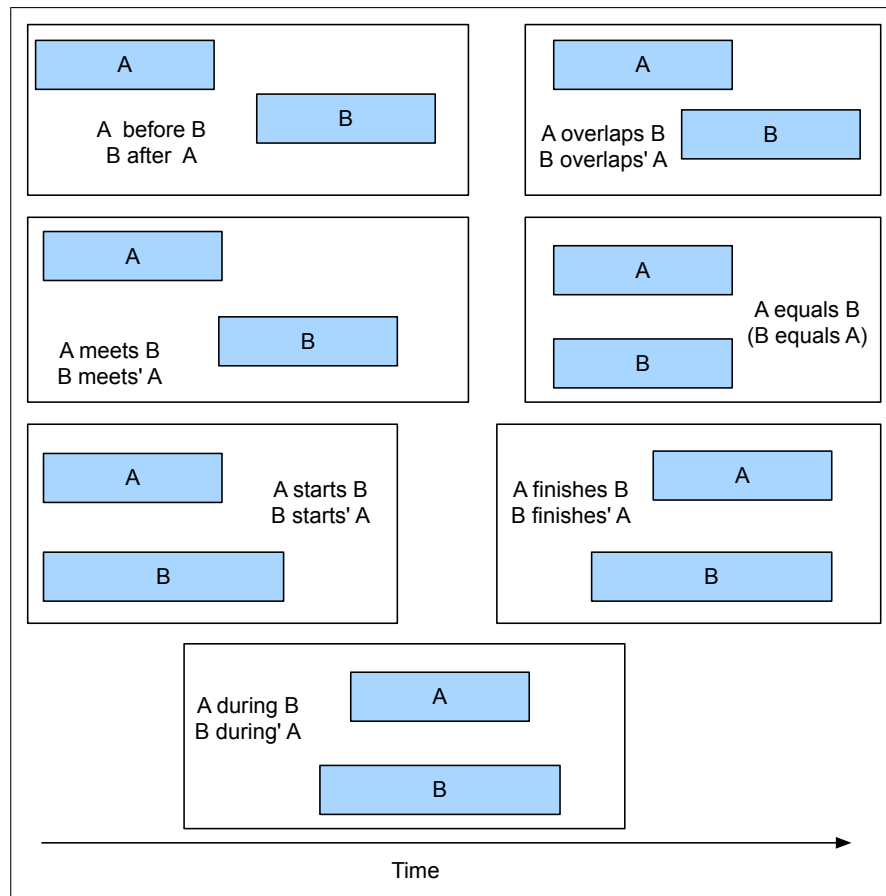 A
B
A  before B
B after  A
A
B
A overlaps B
B overlaps' A
A
B
A meets B
B meets' A
A
A equals B
(B equals A)
B
A
A starts B
B starts' A
B
A
A finishes B
B finishes' A
B
A
A during B
B during' A
B
Time